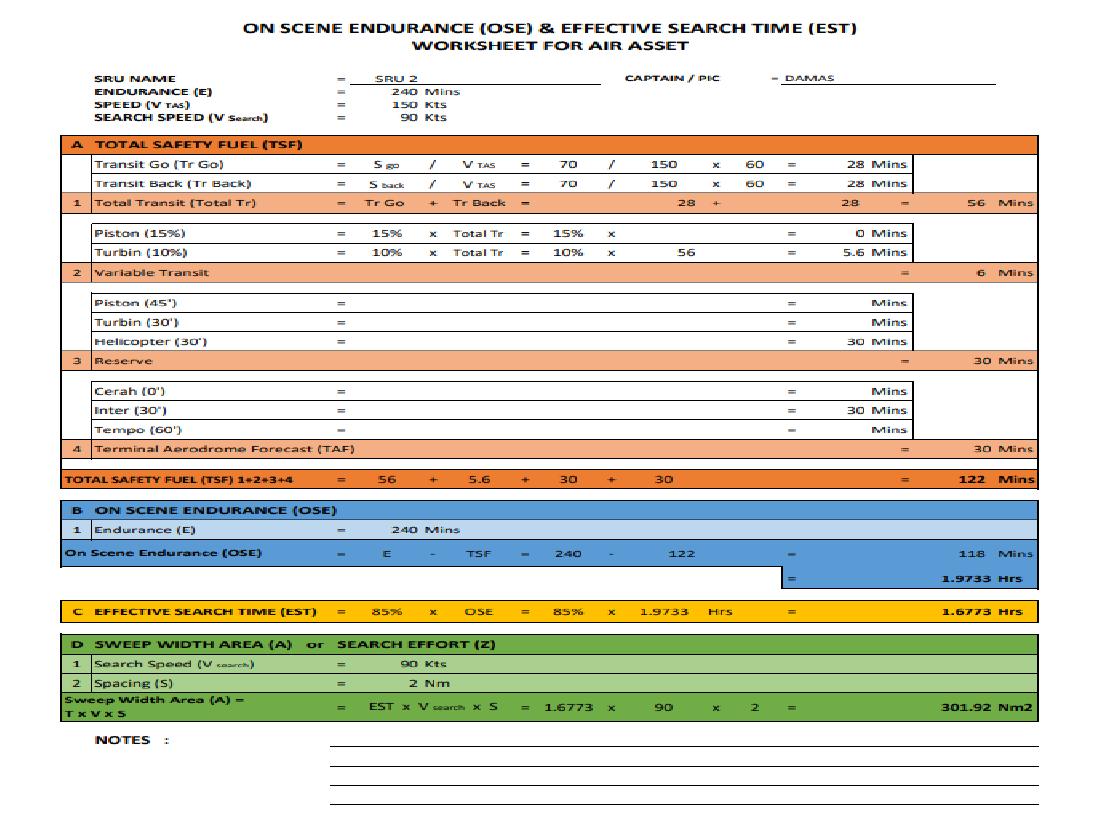 ON SCENE ENDURANCE (OSE) & EFFECTIVE SEARCH TIME (EST)
WORKSHEET FOR AIR ASSET
SRU NAME = SRU 2 CAPTAIN / PIC = DAMAS
ENDURANCE (E) = 240 Mins
SPEED (V TAS) = 150 Kts
SEARCH SPEED (V Search) = 90 Kts
A TOTAL SAFETY FUEL (TSF)
Transit Go (Tr Go) = S go / V TAS = 70 / 150 x 60 = 28 Mins
Transit Back (Tr Back) = S back / V TAS = 70 / 150 x 60 = 28 Mins
1 Total Transit (Total Tr) = Tr Go + Tr Back = 28 + 28 = 56 Mins
Piston (15%) = 15% x Total Tr = 15% x = 0 Mins
Turbin (10%) = 10% x Total Tr = 10% x 56 = 5.6 Mins
2 Variable Transit = 6 Mins
Piston (45') = = Mins
Turbin (30') = = Mins
Helicopter (30') = = 30 Mins
3 Reserve = 30 Mins
Cerah (0') = = Mins
Inter (30') = = 30 Mins
Tempo (60') = = Mins
4 Terminal Aerodrome Forecast (TAF) = 30 Mins
TOTAL SAFETY FUEL (TSF) 1+2+3+4 = 56 + 5.6 + 30 + 30 = 122 Mins
B ON SCENE ENDURANCE (OSE)
1 Endurance (E) = 240 Mins
On Scene Endurance (OSE) = E - TSF = 240 - 122 = 118 Mins
= 1.9733 Hrs
C EFFECTIVE SEARCH TIME (EST) = 85% x OSE = 85% x 1.9733 Hrs = 1.6773 Hrs
D SWEEP WIDTH AREA (A) or SEARCH EFFORT (Z)
1 Search Speed (V search) = 90 Kts
2 Spacing (S) = 2 Nm
Sweep Width Area (A) =
T x V x S = EST x V search x S = 1.6773 x 90 x 2 = 301.92 Nm2
NOTES :